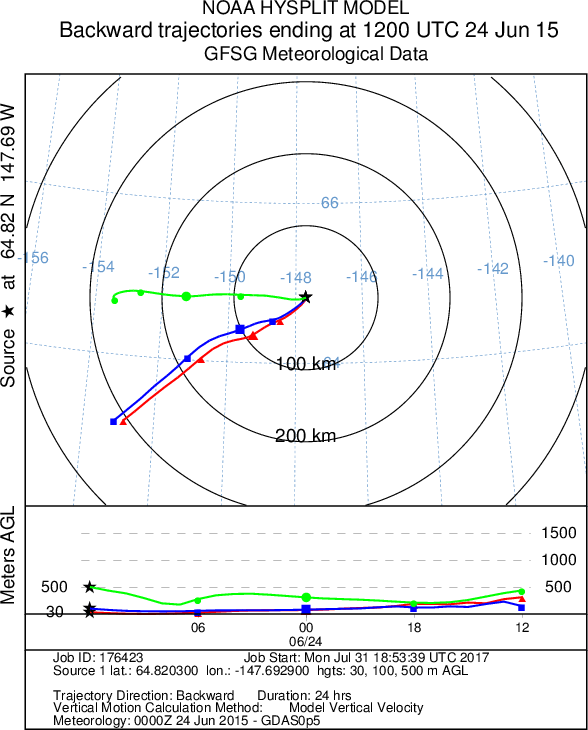 NOAA HYSPLIT MODEL
Backward trajectories ending at 1200 UTC 24 Jun 15
GFSG Meteorological Data
Source ★ at 64.82 N 147.69 W
66
-156
-154
-152
-150
-148
-146
-144
-142
-140
64
100 km
200 km
Meters AGL
1500
1000
500
500
30
06
00
18
12
06/24
Job ID: 176423 Job Start: Mon Jul 31 18:53:39 UTC 2017
Source 1 lat.: 64.820300 lon.: -147.692900 hgts: 30, 100, 500 m AGL
Trajectory Direction: Backward Duration: 24 hrs
Vertical Motion Calculation Method: Model Vertical Velocity
Meteorology: 0000Z 24 Jun 2015 - GDAS0p5